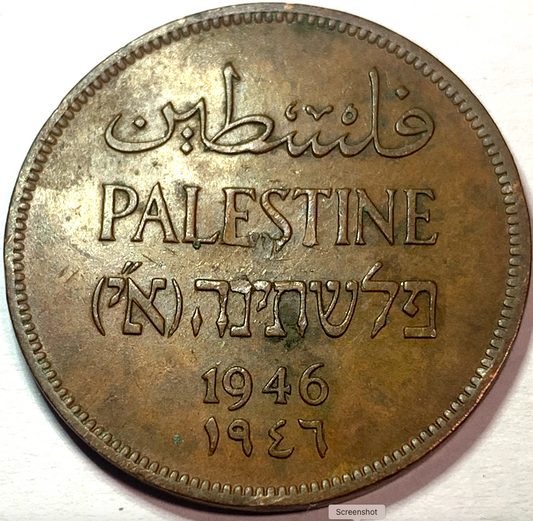 فلسطين
PALESTINE
פלשתינה (א״י)
1946
١٩٤٦
Screenshot